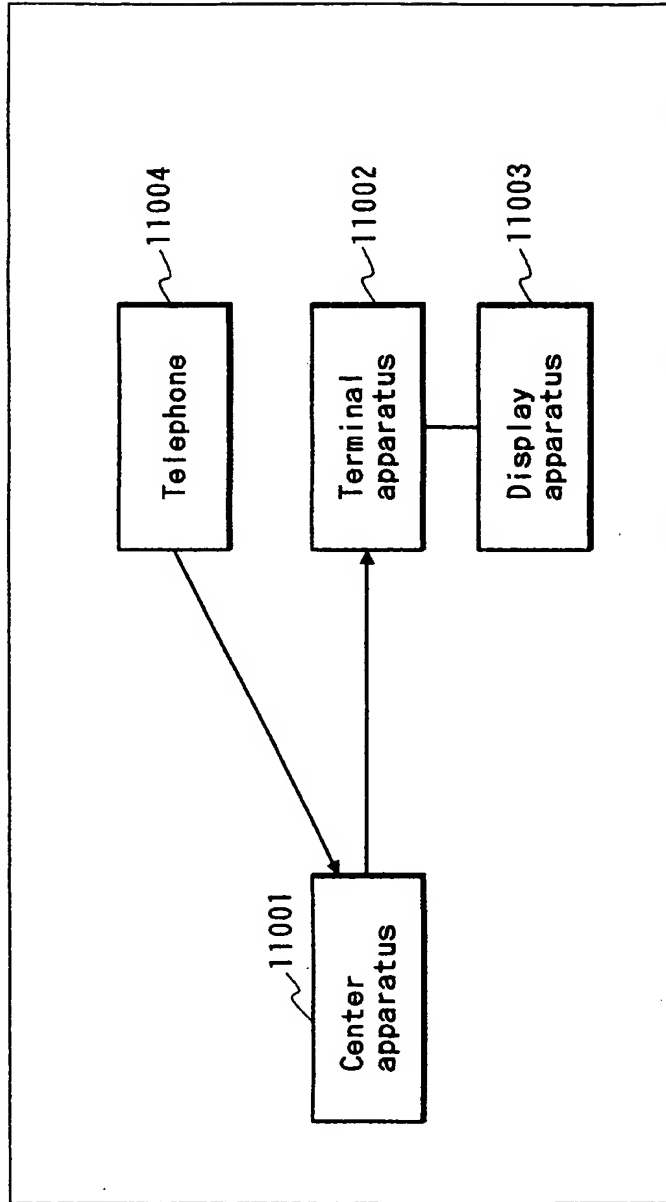 11004
Telephone
11001
Center
apparatus
11002
Terminal
apparatus
11003
Display
apparatus